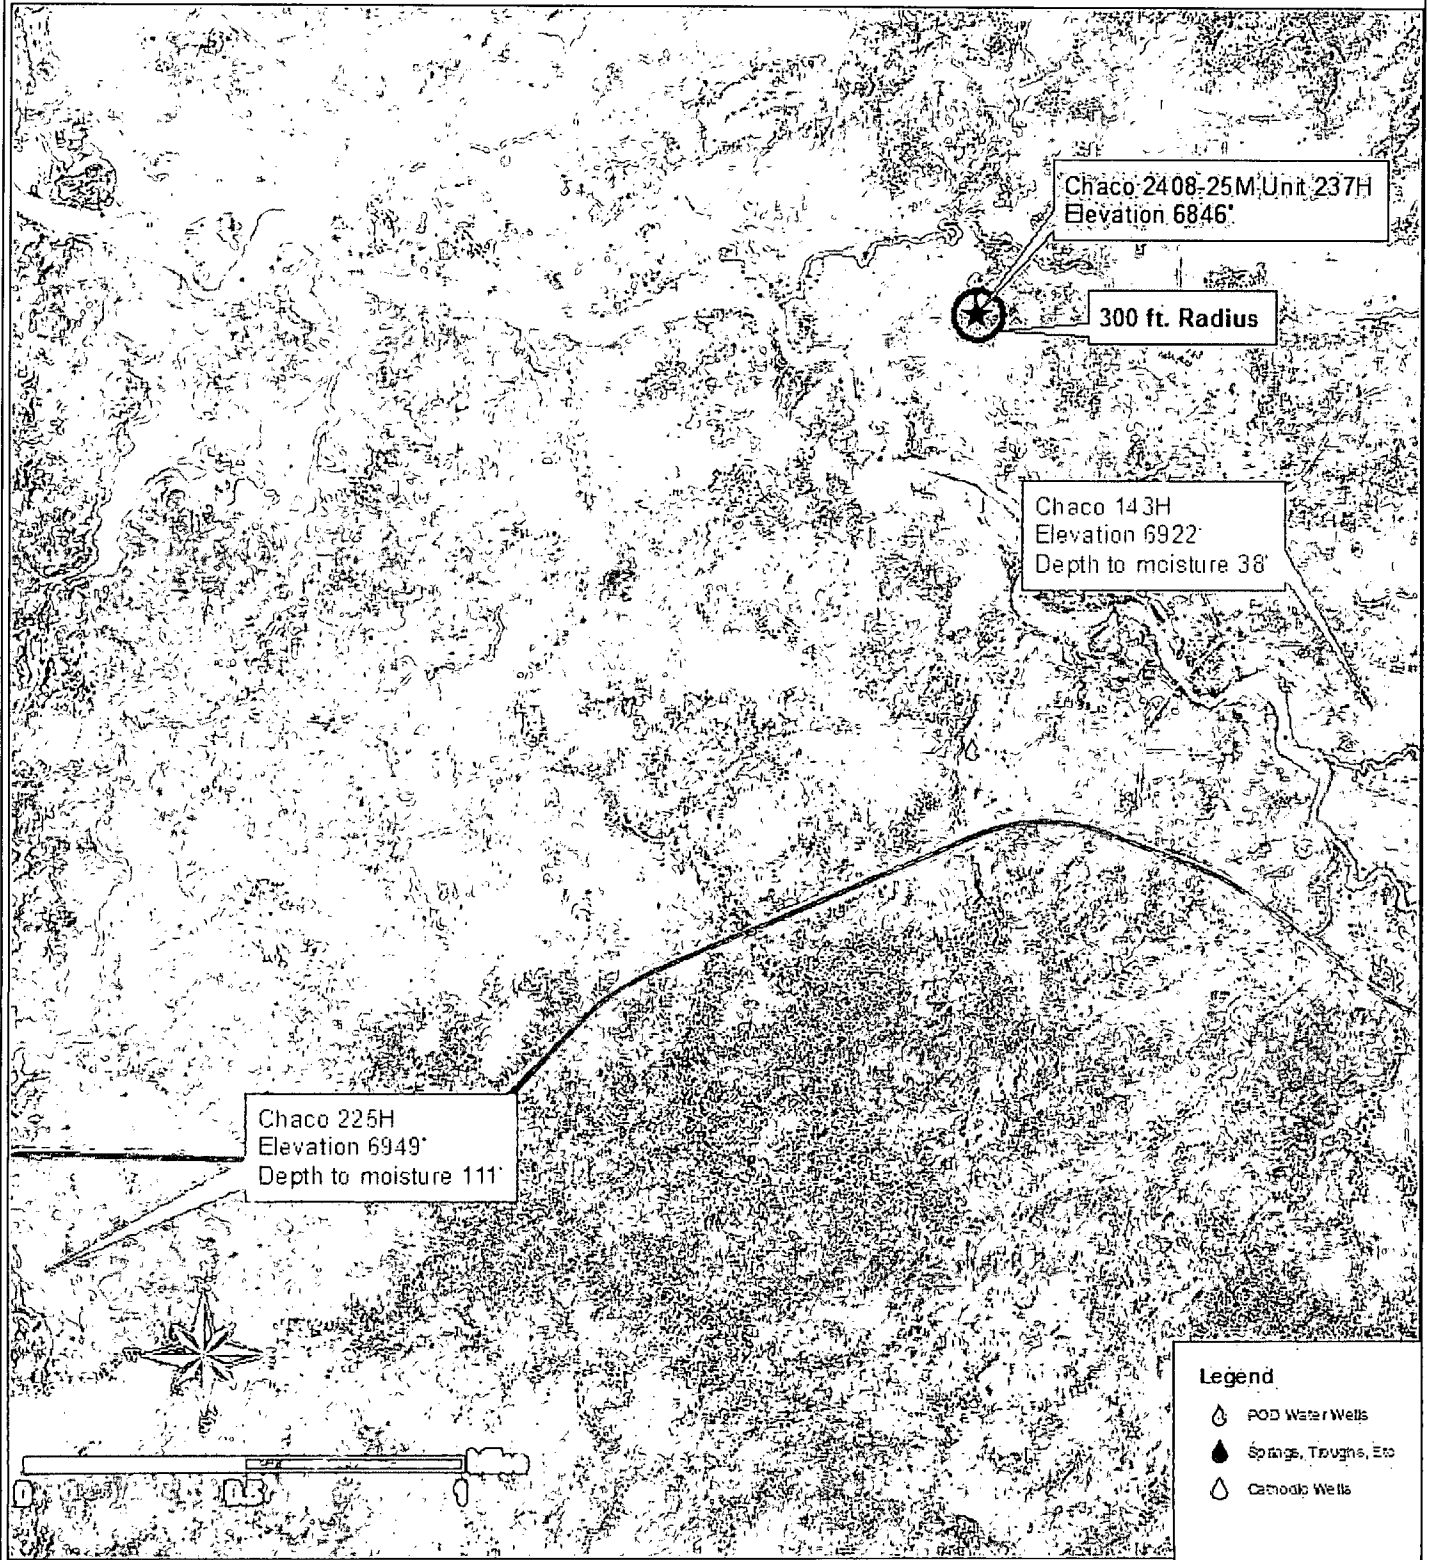 Chaco 2408-25M Unit 237H
Elevation 6846'
300 ft. Radius
Chaco 143H
Elevation 6922'
Depth to moisture 38'
Chaco 225H
Elevation 6949'
Depth to moisture 111'
0 0.5 1
Legend
POD Water Wells
Springs, Troughs, Etc
Cathodic Wells